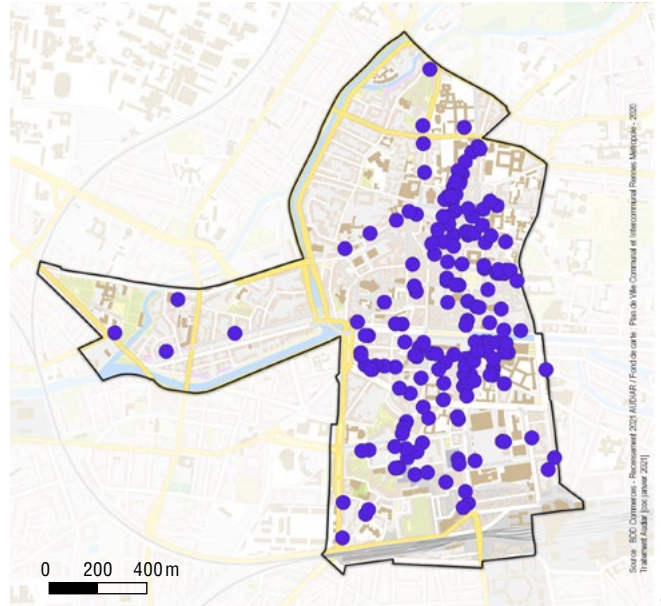 Source : BDD Commerces - Recensement 2021 AUDIAR / Fond de carte : Plan de Ville Communal et Intercommunal Rennes Métropole - 2020
Traitement Audiar [
janvier 2021]
0 200 400 m